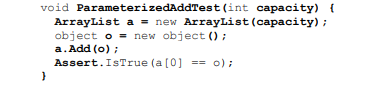 void ParameterizedAddTest(int capacity) {
ArrayList a = new ArrayList(capacity);
object o = new object();
a.Add(o);
Assert.IsTrue(a[0] == o);
}